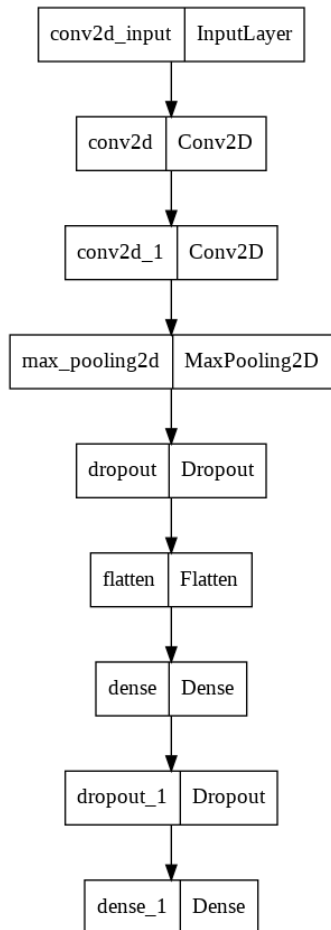 conv2d_input InputLayer
conv2d Conv2D
conv2d_1 Conv2D
max_pooling2d MaxPooling2D
dropout Dropout
flatten Flatten
dense Dense
dropout_1 Dropout
dense_1 Dense